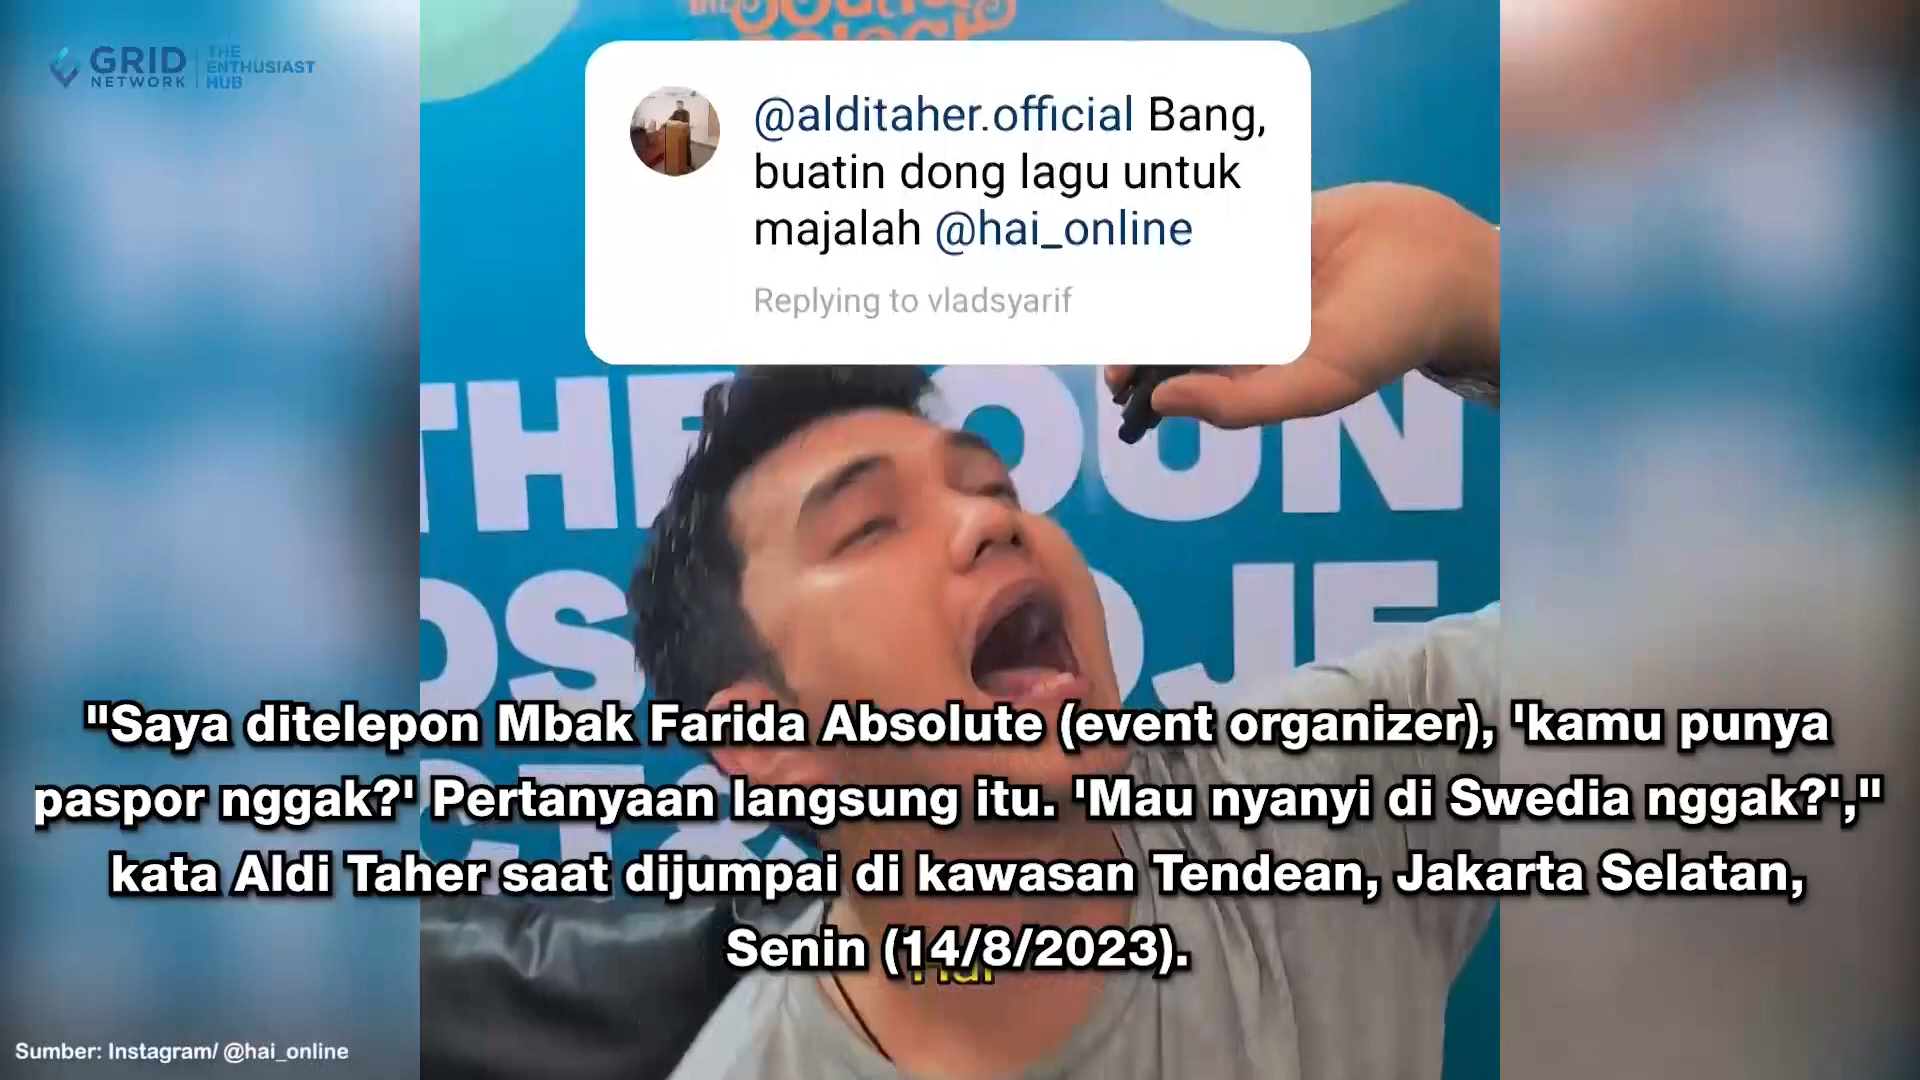 GRID
NETWORK
THE
ENTHUSIAST
HUB
@alditaher.official Bang,
buatin dong lagu untuk
majalah @hai_online
Replying to vladsyarif
THE SOUN
"Saya ditelepon Mbak Farida Absolute (event organizer), 'kamu punya
paspor nggak?' Pertanyaan langsung itu. 'Mau nyanyi di Swedia nggak?',"
kata Aldi Taher saat dijumpai di kawasan Tendean, Jakarta Selatan,
Senin (14/8/2023).
Sumber: Instagram/ @hai_online